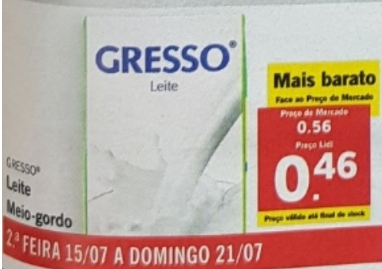 GRESSO®
Leite
Mais barato
Face ao Preço de Mercado
Preço de Mercado
0.56
Preço Lidl
0.46
Preço válido até final de stock
GRESSO®
Leite
Meio-gordo
2.ª FEIRA 15/07 A DOMINGO 21/07